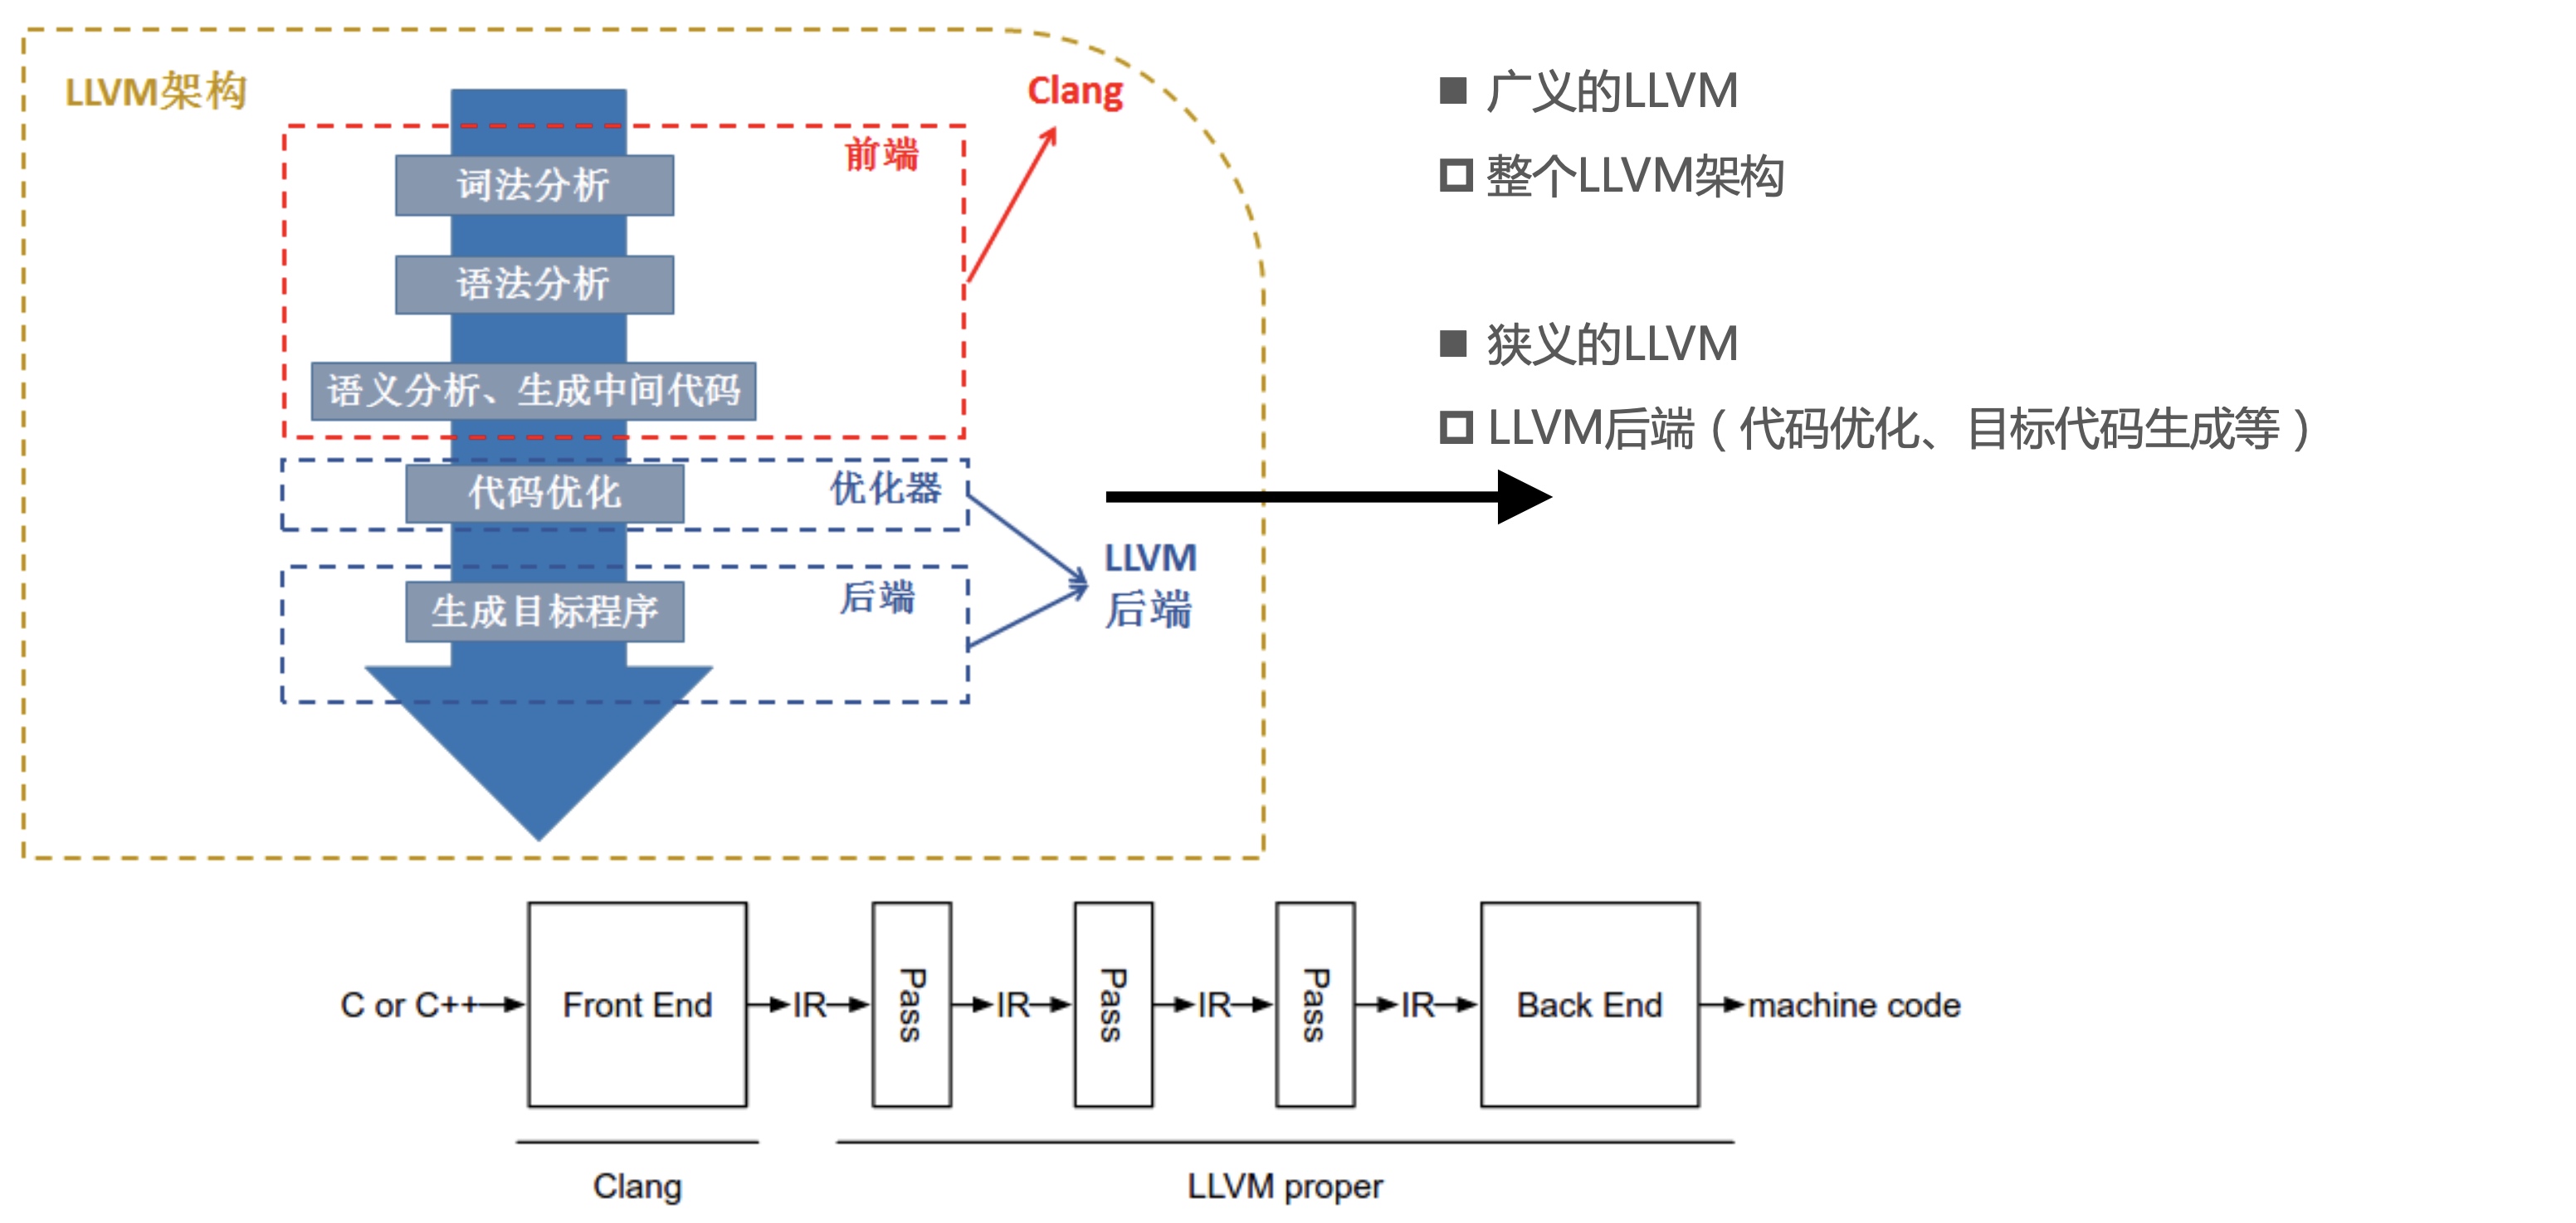 LLVM架构
Clang
前端
词法分析
语法分析
语义分析、生成中间代码
优化器
代码优化
后端
生成目标程序
LLVM
后端
■ 广义的LLVM
整个LLVM架构
■ 狭义的LLVM
LLVM后端（代码优化、目标代码生成等）
C or C++ Front End IR Pass IR Pass IR Pass IR Back End machine code
Clang
LLVM proper